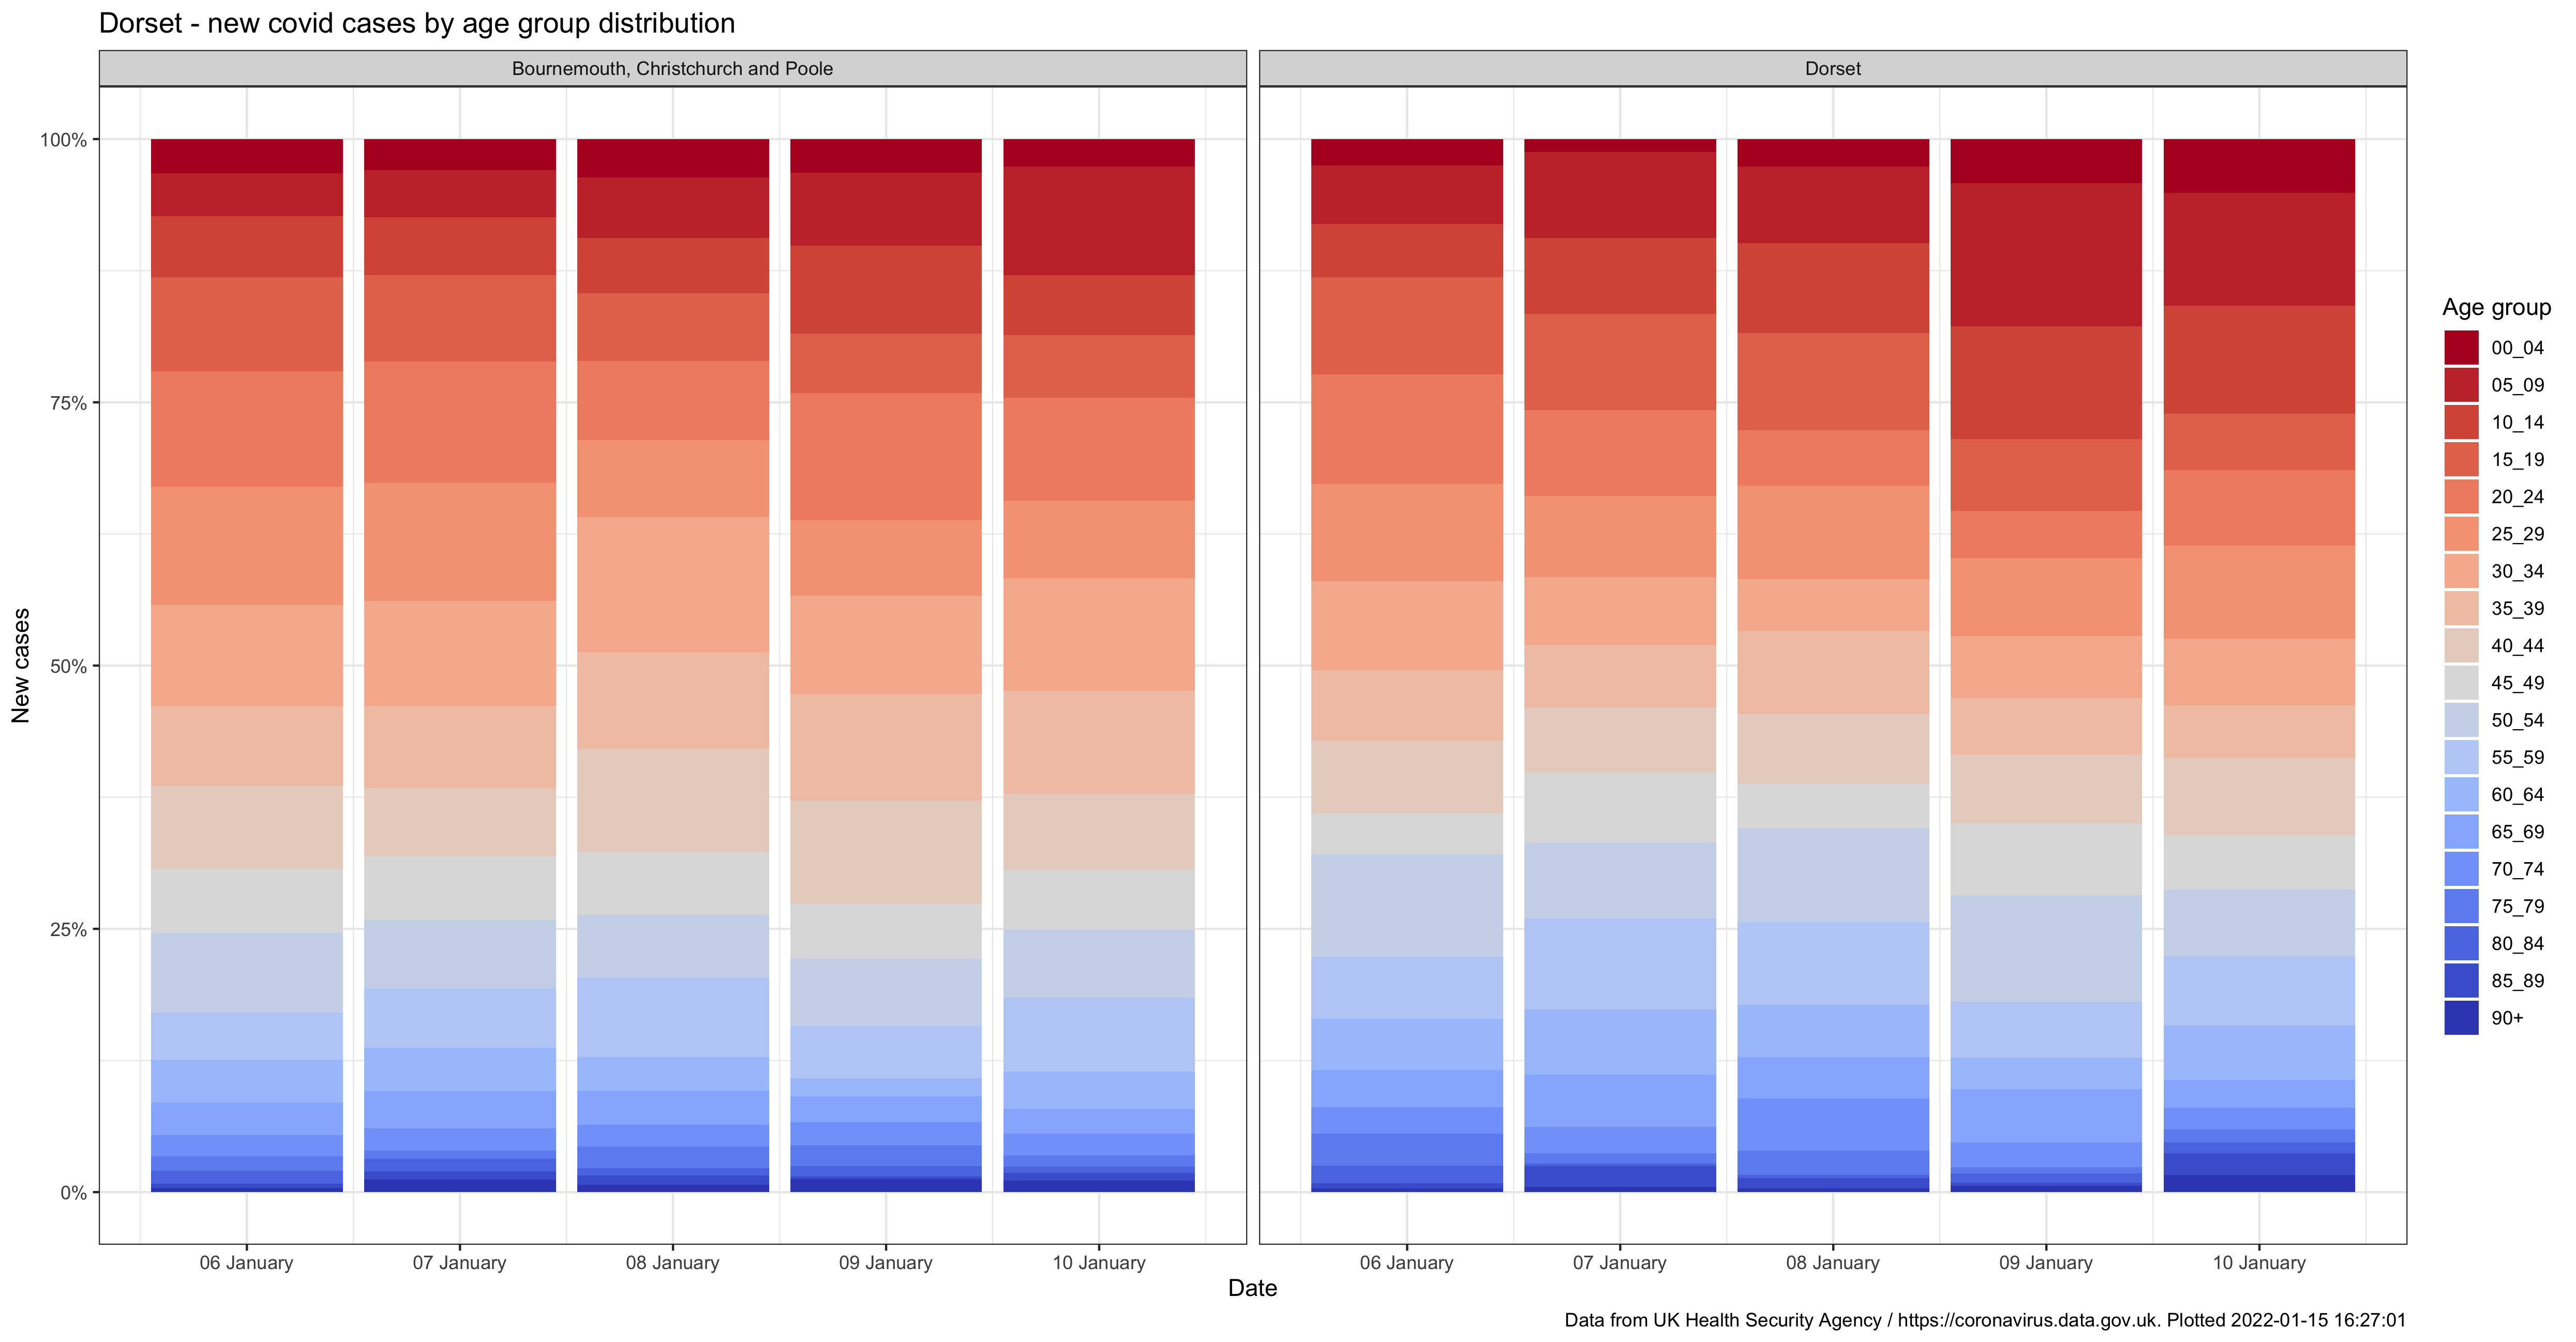 Dorset - new covid cases by age group distribution
Bournemouth, Christchurch and Poole
Dorset
100%
75%
50%
25%
0%
New cases
06 January
07 January
08 January
09 January
10 January
06 January
07 January
08 January
09 January
10 January
Date
Age group
00_04
05_09
10_14
15_19
20_24
25_29
30_34
35_39
40_44
45_49
50_54
55_59
60_64
65_69
70_74
75_79
80_84
85_89
90+
Data from UK Health Security Agency / https://coronavirus.data.gov.uk. Plotted 2022-01-15 16:27:01